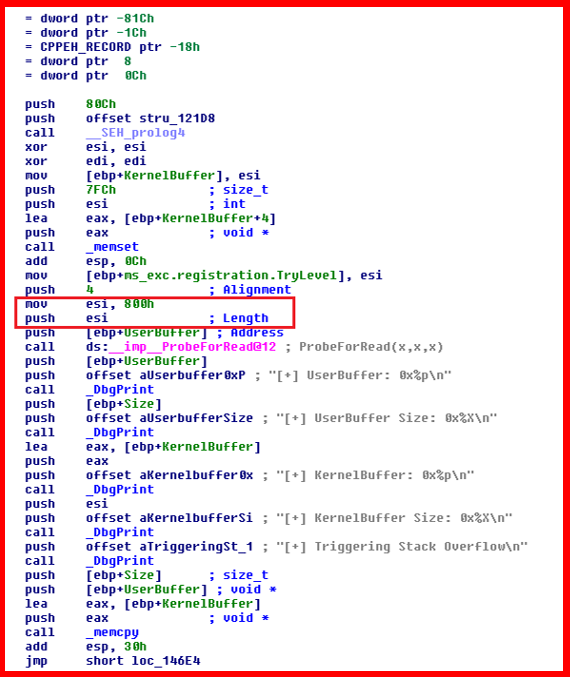 = dword ptr -81Ch
= dword ptr -1Ch
= CPPEH_RECORD ptr -18h
= dword ptr  8
= dword ptr  0Ch
push    80Ch
push    offset stru_121D8
call    __SEH_prolog4
xor     esi, esi
xor     edi, edi
mov     [ebp+KernelBuffer], esi
push    7FCh            ; size_t
push    esi             ; int
lea     eax, [ebp+KernelBuffer+4]
push    eax             ; void *
call    _memset
add     esp, 0Ch
mov     [ebp+ms_exc.registration.TryLevel], esi
push    4               ; Alignment
mov     esi, 800h
push    esi             ; Length
push    [ebp+UserBuffer] ; Address
call    ds:__imp__ProbeForRead@12 ; ProbeForRead(x,x,x)
push    [ebp+UserBuffer]
push    offset aUserbuffer0xP ; "[+] UserBuffer: 0x%p\n"
call    _DbgPrint
push    [ebp+Size]
push    offset aUserbufferSize ; "[+] UserBuffer Size: 0x%X\n"
call    _DbgPrint
lea     eax, [ebp+KernelBuffer]
push    eax
push    offset aKernelbuffer0x ; "[+] KernelBuffer: 0x%p\n"
call    _DbgPrint
push    esi
push    offset aKernelbufferSi ; "[+] KernelBuffer Size: 0x%X\n"
call    _DbgPrint
push    offset aTriggeringSt_1 ; "[+] Triggering Stack Overflow\n"
call    _DbgPrint
push    [ebp+Size]      ; size_t
push    [ebp+UserBuffer] ; void *
lea     eax, [ebp+KernelBuffer]
push    eax             ; void *
call    _memcpy
add     esp, 30h
jmp     short loc_146E4